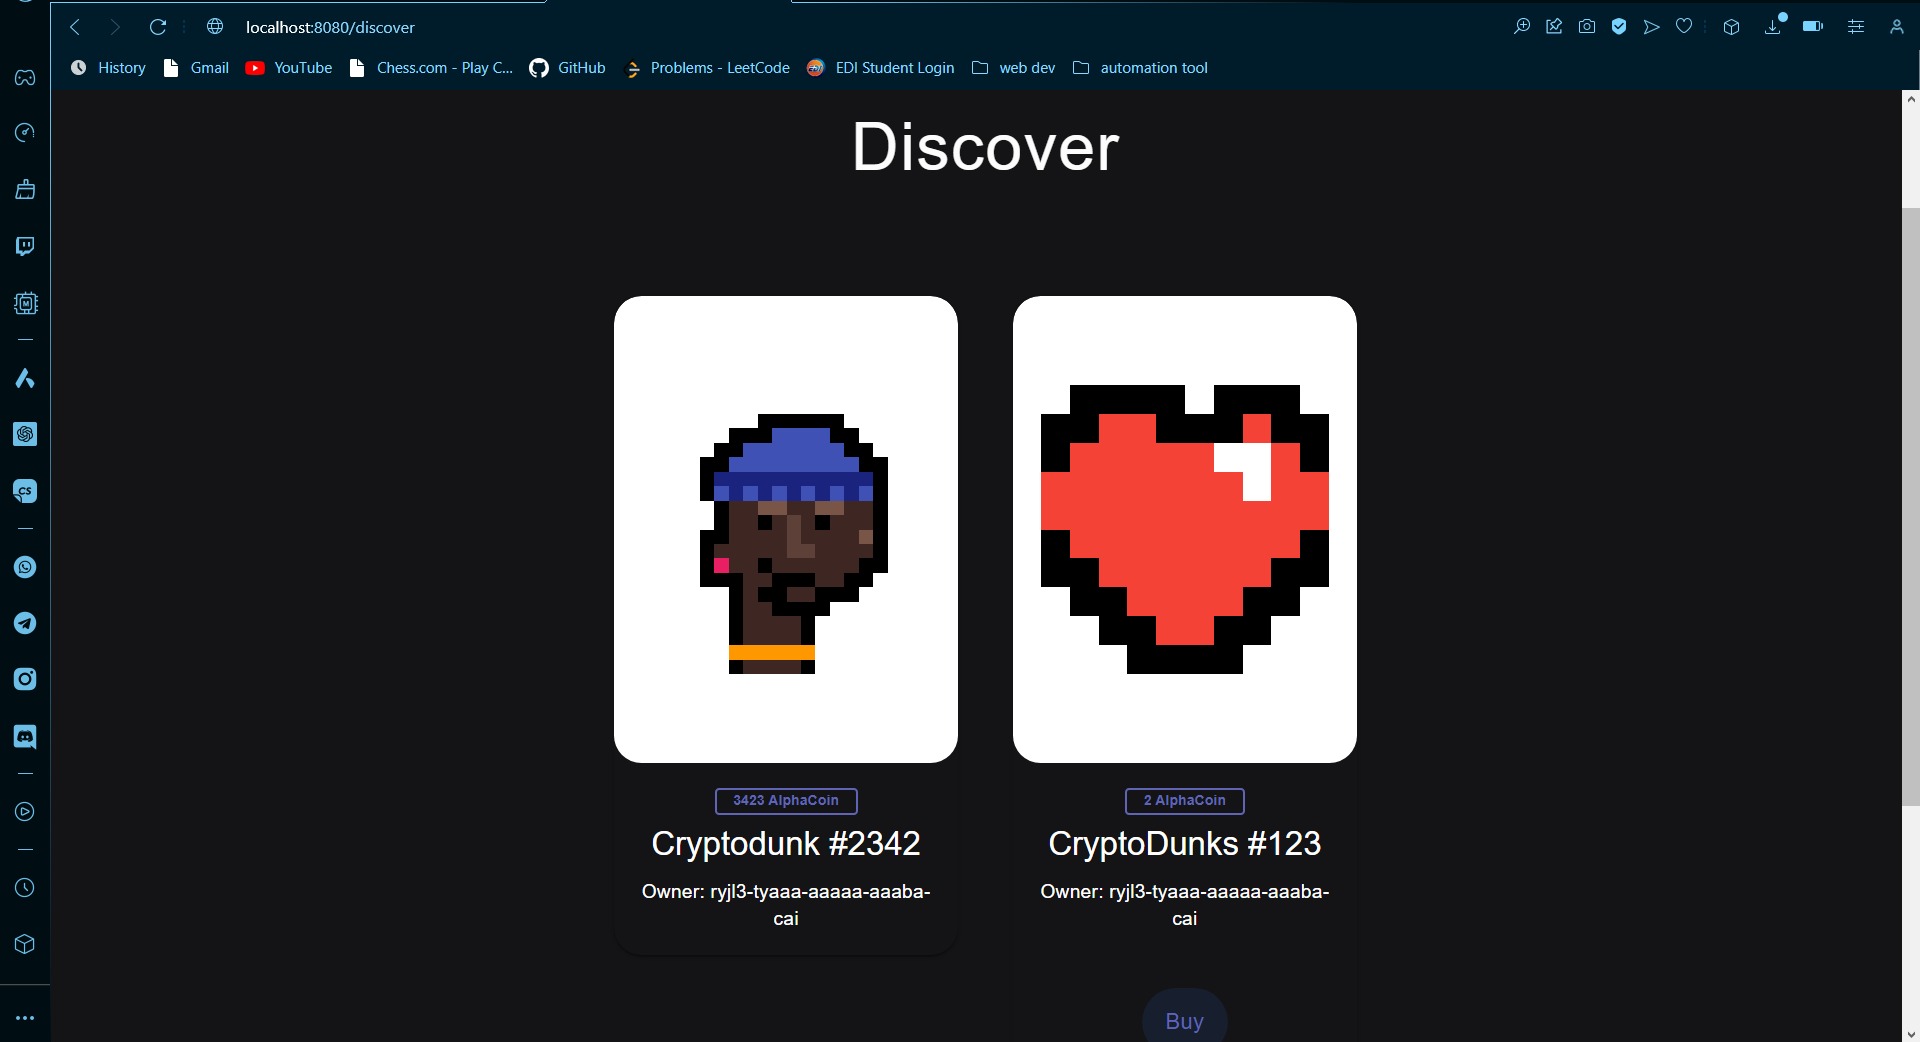 localhost:8080/discover
History Gmail YouTube Chess.com - Play C... GitHub Problems - LeetCode EDI Student Login web dev automation tool
CS
M
Discover
3423 AlphaCoin
Cryptodunk #2342
Owner: ryjl3-tyaaa-aaaaa-aaaba-
cai
2 AlphaCoin
CryptoDunks #123
Owner: ryjl3-tyaaa-aaaaa-aaaba-
cai
Buy